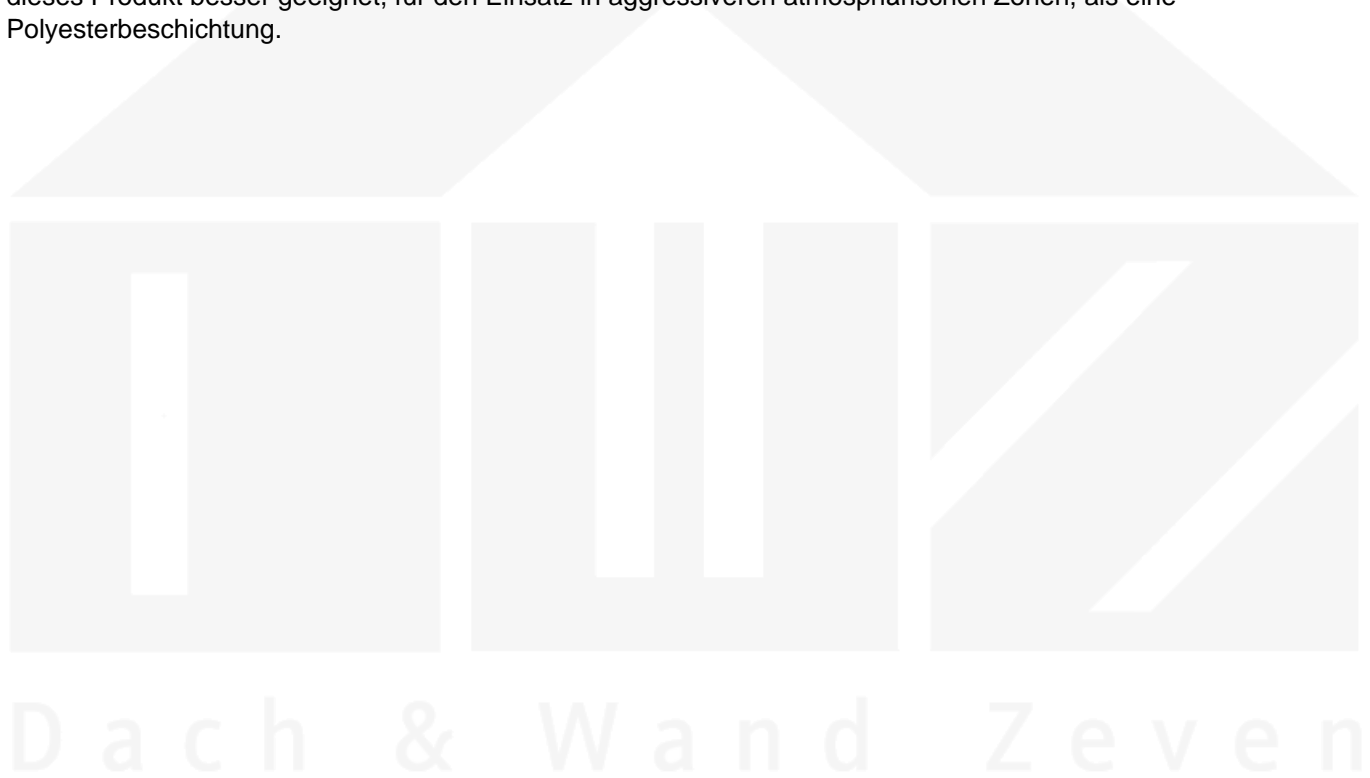 dieses Produkt besser geeignet, für den Einsatz in aggressiveren atmosphärischen Zonen, als eine
Polyesterbeschichtung.
Dach & Wand Zeven